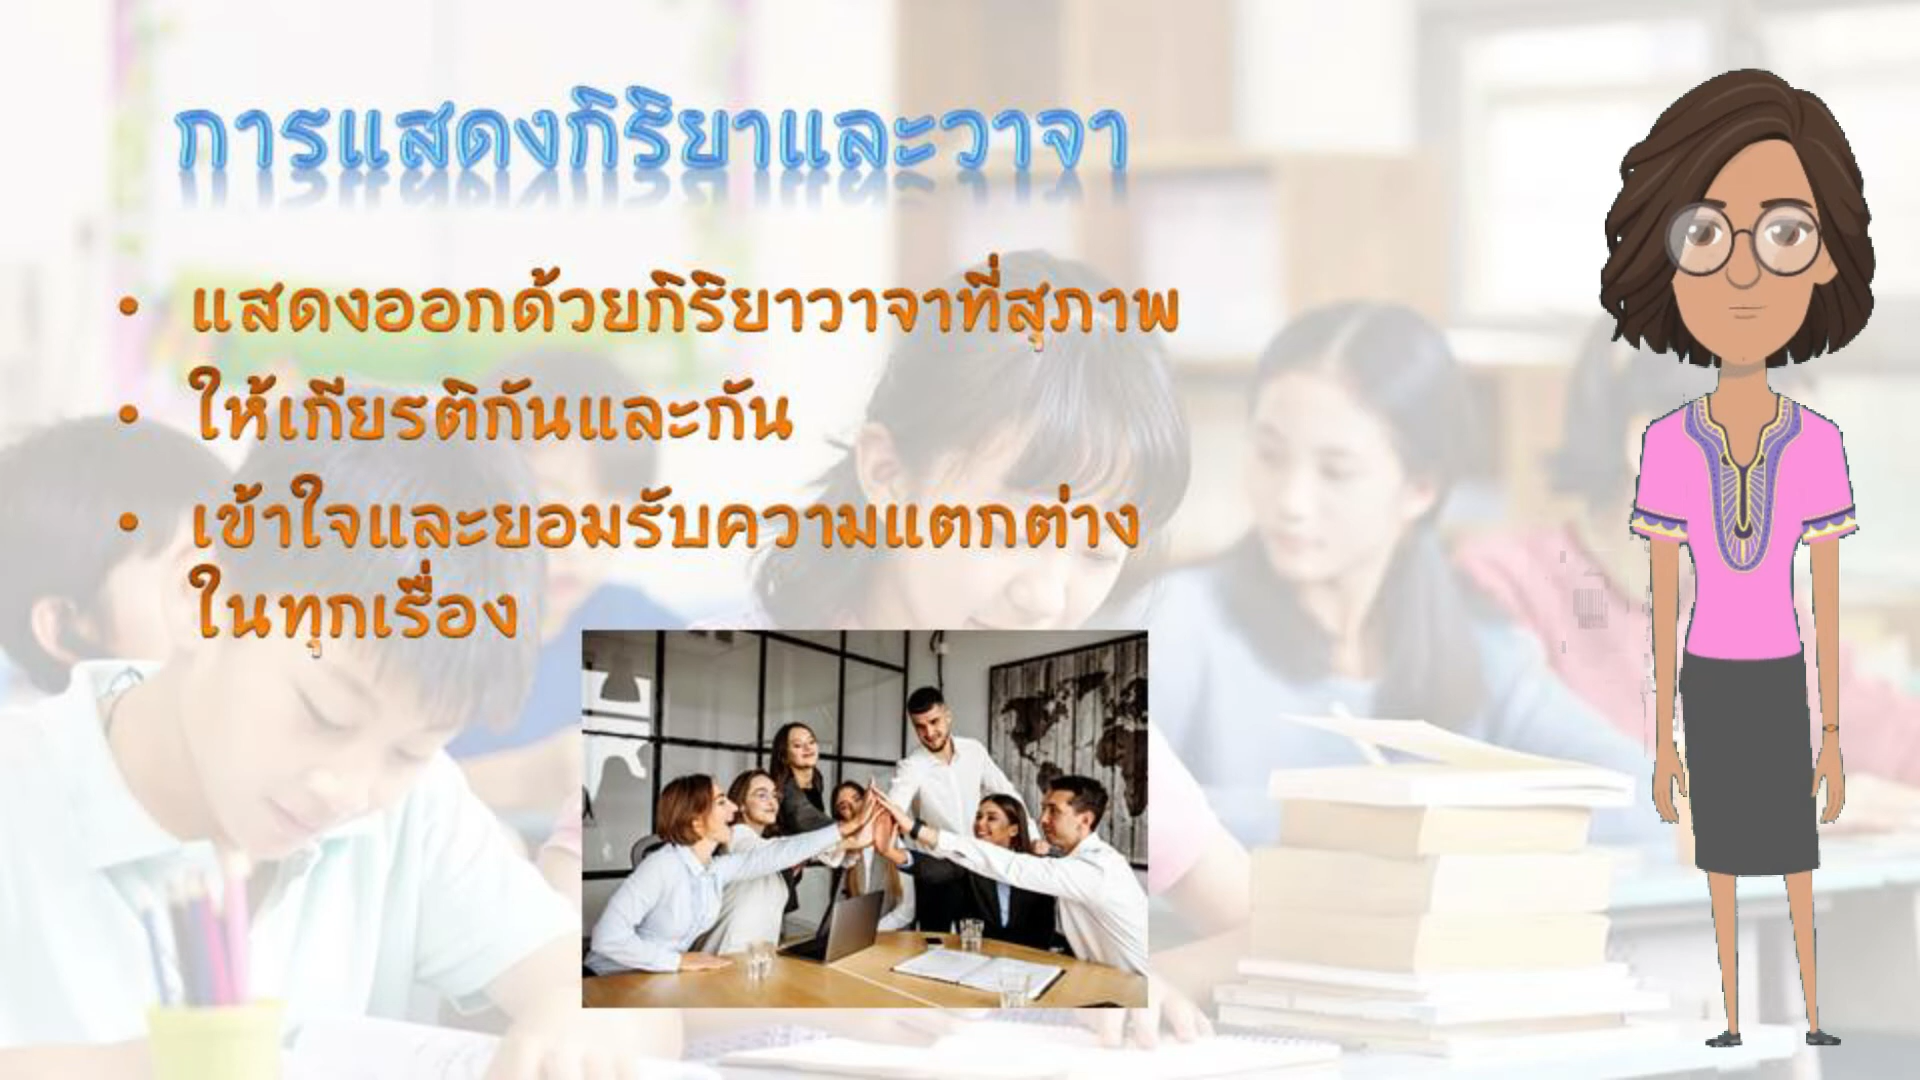 การแสดงกิริยาและวาจา
• แสดงออกด้วยกิริยาวาจาที่สุภาพ
• ให้เกียรติกันและกัน
• เข้าใจและยอมรับความแตกต่าง
ในทุกเรื่อง